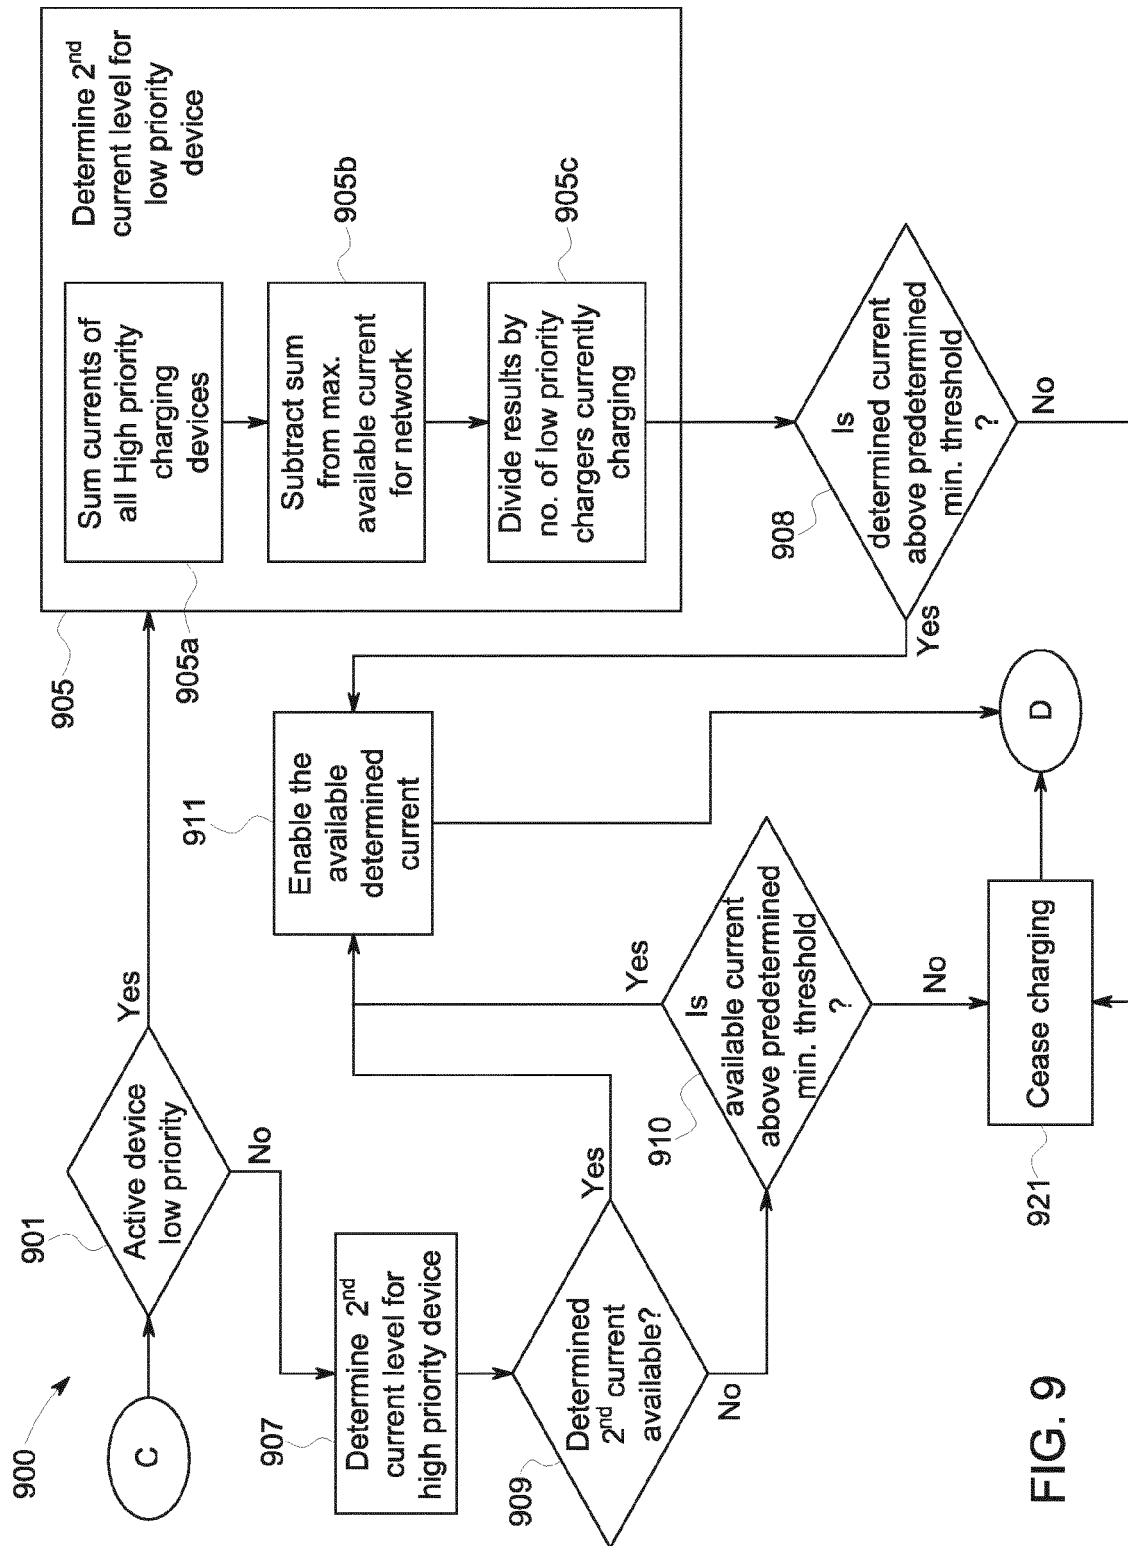 900
C
901
Active device
low priority
Yes
No
905
Determine 2nd
current level for
low priority
device
905a
Sum currents of
all High priority
charging
devices
905b
Subtract sum
from max.
available current
for network
905c
Divide results by
no. of low priority
chargers currently
charging
907
Determine 2nd
current level for
high priority device
909
Determined
2nd current
available?
Yes
No
911
Enable the
available
determined
current
908
Is
determined current
above predetermined
min. threshold
?
Yes
No
910
Is
available current
above predetermined
min. threshold
?
Yes
No
921
Cease charging
D
FIG. 9